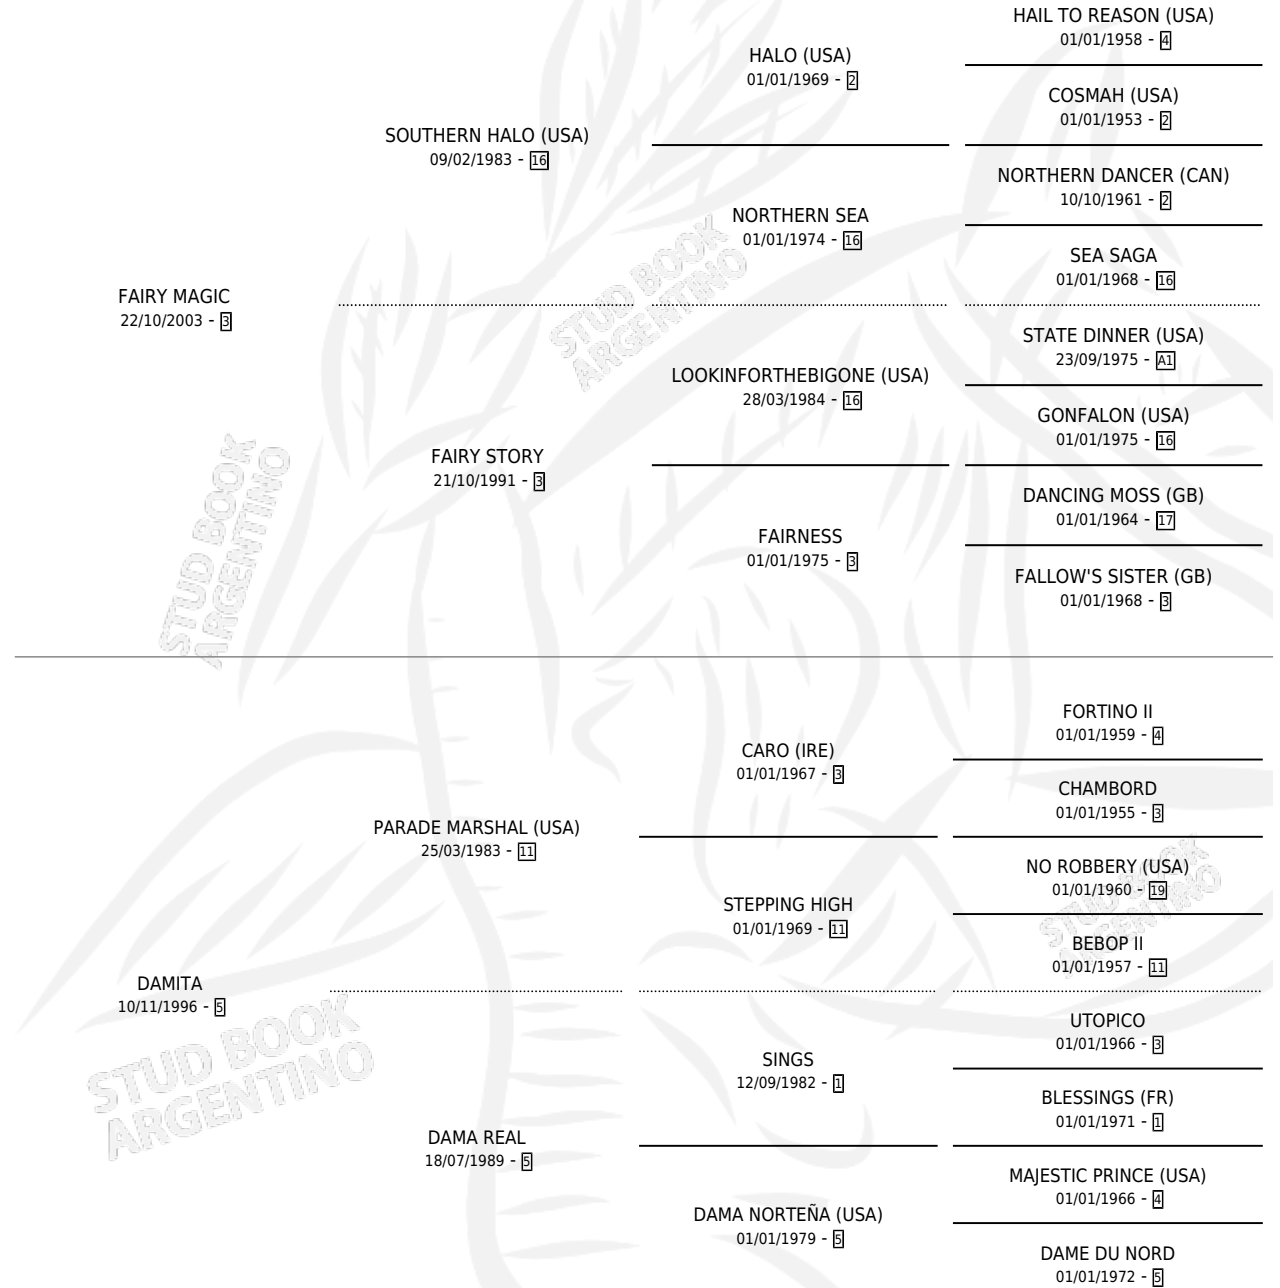 HAIL TO REASON (USA)
01/01/1958 - 4
HALO (USA)
01/01/1969 - 2
COSMAH (USA)
01/01/1953 - 2
SOUTHERN HALO (USA)
09/02/1983 - 16
NORTHERN DANCER (CAN)
10/10/1961 - 2
NORTHERN SEA
01/01/1974 - 16
SEA SAGA
01/01/1968 - 16
FAIRY MAGIC
22/10/2003 - 3
STUD BOOK
ARGENTINO
STATE DINNER (USA)
23/09/1975 - A1
LOOKINFORTHEBIGONE (USA)
28/03/1984 - 16
GONFALON (USA)
01/01/1975 - 16
FAIRY STORY
21/10/1991 - 3
DANCING MOSS (GB)
01/01/1964 - 17
FAIRNESS
01/01/1975 - 3
FALLOW'S SISTER (GB)
01/01/1968 - 3
STUD BOOK
ARGENTINO
FORTINO II
01/01/1959 - 4
CARO (IRE)
01/01/1967 - 3
CHAMBORD
01/01/1955 - 3
PARADE MARSHAL (USA)
25/03/1983 - 11
NO ROBBERY (USA)
01/01/1960 - 19
STEPPING HIGH
01/01/1969 - 11
BEBOP II
01/01/1957 - 11
STUD BOOK
ARGENTINO
DAMITA
10/11/1996 - 5
UTOPICO
01/01/1966 - 3
SINGS
12/09/1982 - 1
BLESSINGS (FR)
01/01/1971 - 1
STUD BOOK
ARGENTINO
DAMA REAL
18/07/1989 - 5
MAJESTIC PRINCE (USA)
01/01/1966 - 4
DAMA NORTEÑA (USA)
01/01/1979 - 5
DAME DU NORD
01/01/1972 - 5